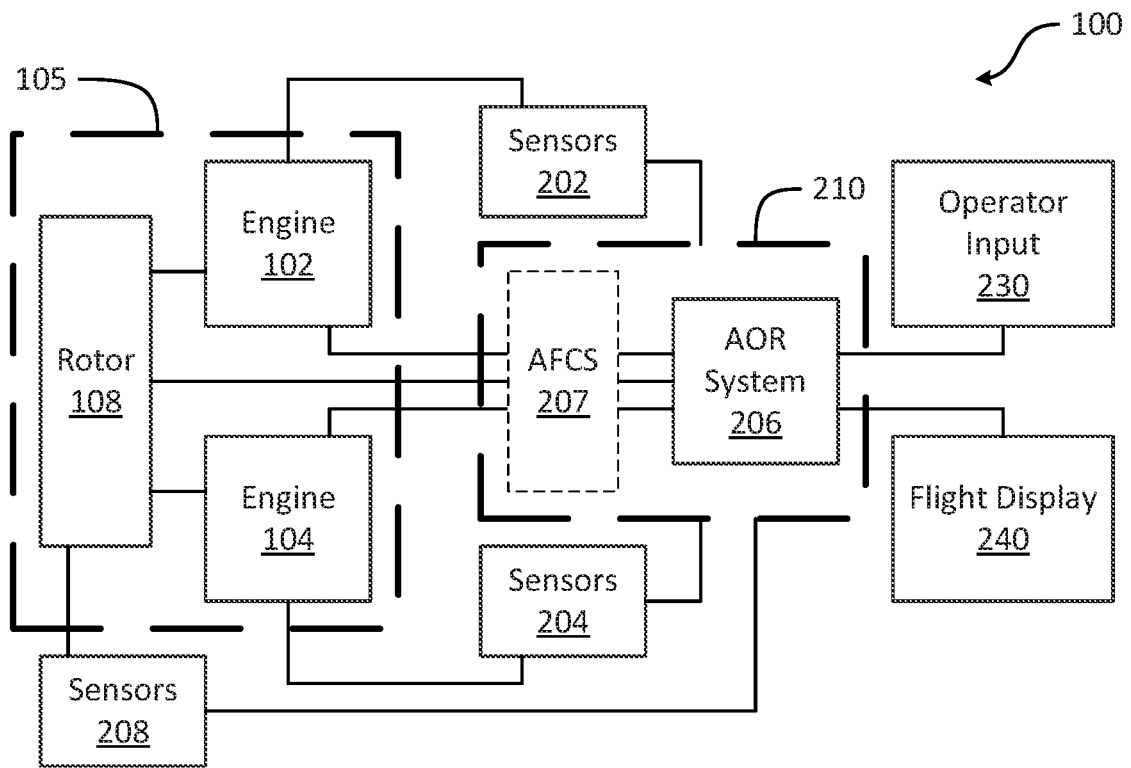 100
105
Sensors
202
210
Engine
102
Operator
Input
230
Rotor
108
AFCS
207
AOR
System
206
Engine
104
Flight Display
240
Sensors
204
Sensors
208